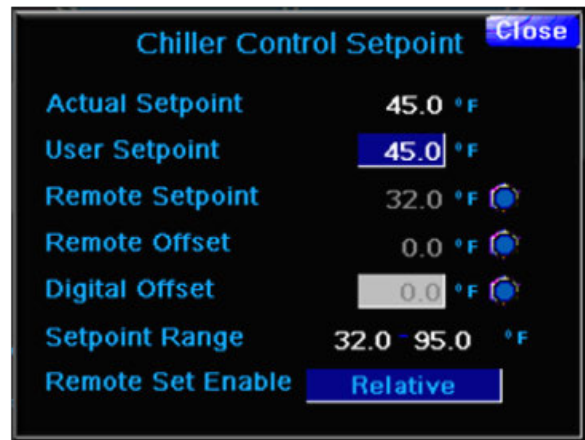 Chiller Control Setpoint Close
Actual Setpoint 45.0 °F
User Setpoint 45.0 °F
Remote Setpoint 32.0 °F
Remote Offset 0.0 °F
Digital Offset 0.0 °F
Setpoint Range 32.0 - 95.0 °F
Remote Set Enable Relative